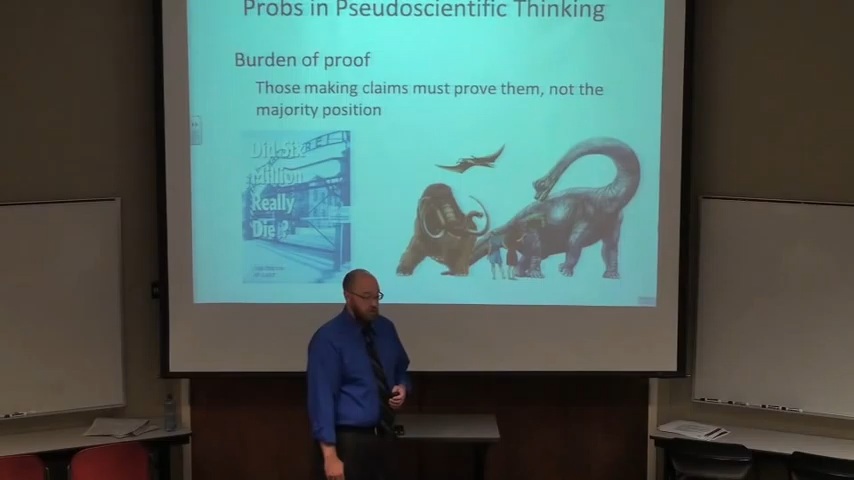 Probs in Pseudoscientific Thinking
Burden of proof
Those making claims must prove them, not the
majority position
Did Six
Million
Really
Die?